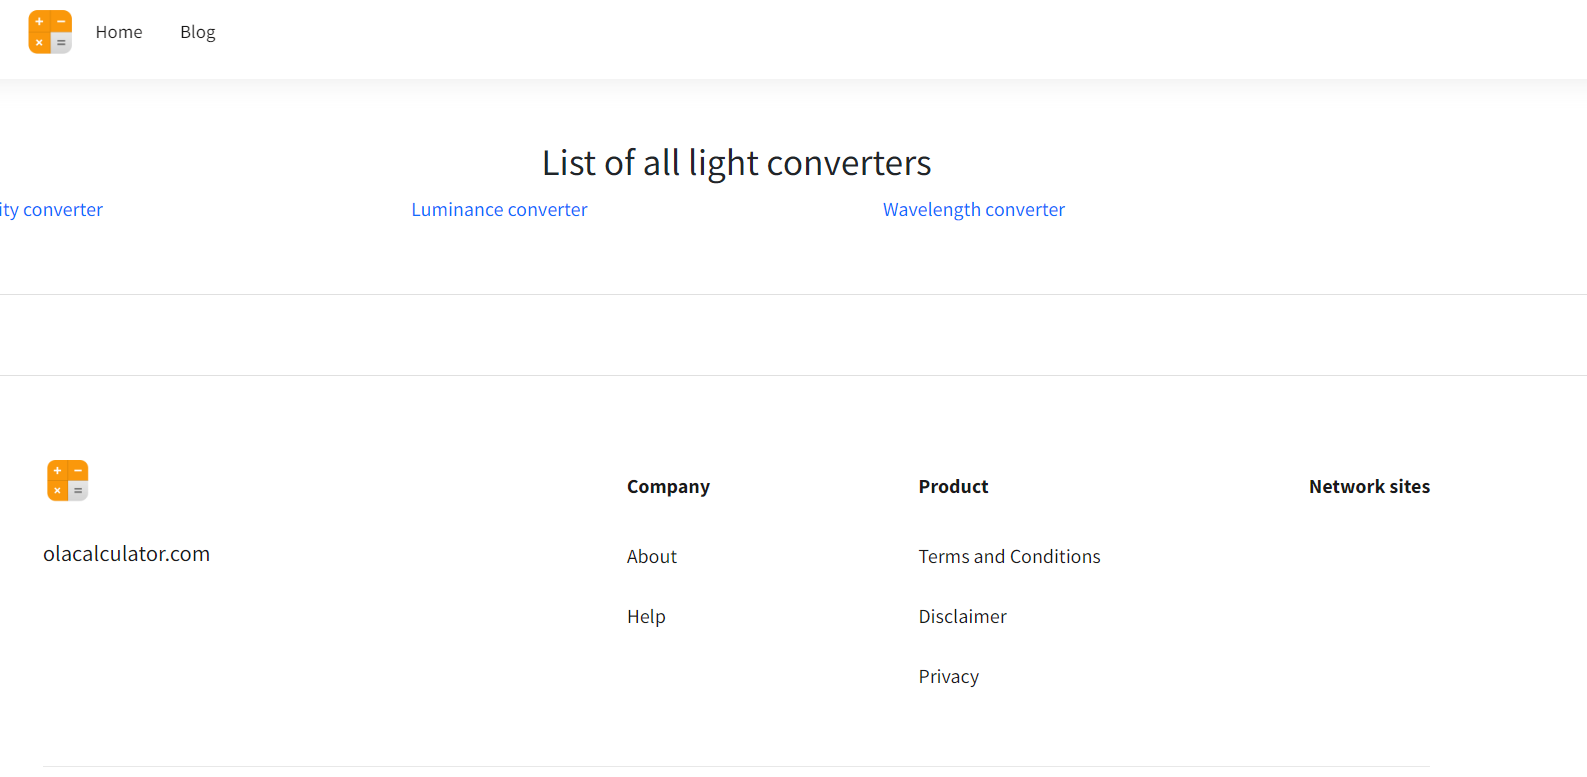 Home Blog
List of all light converters
ity converter Luminance converter Wavelength converter
Company Product Network sites
olacalculator.com
About Terms and Conditions
Help Disclaimer
Privacy